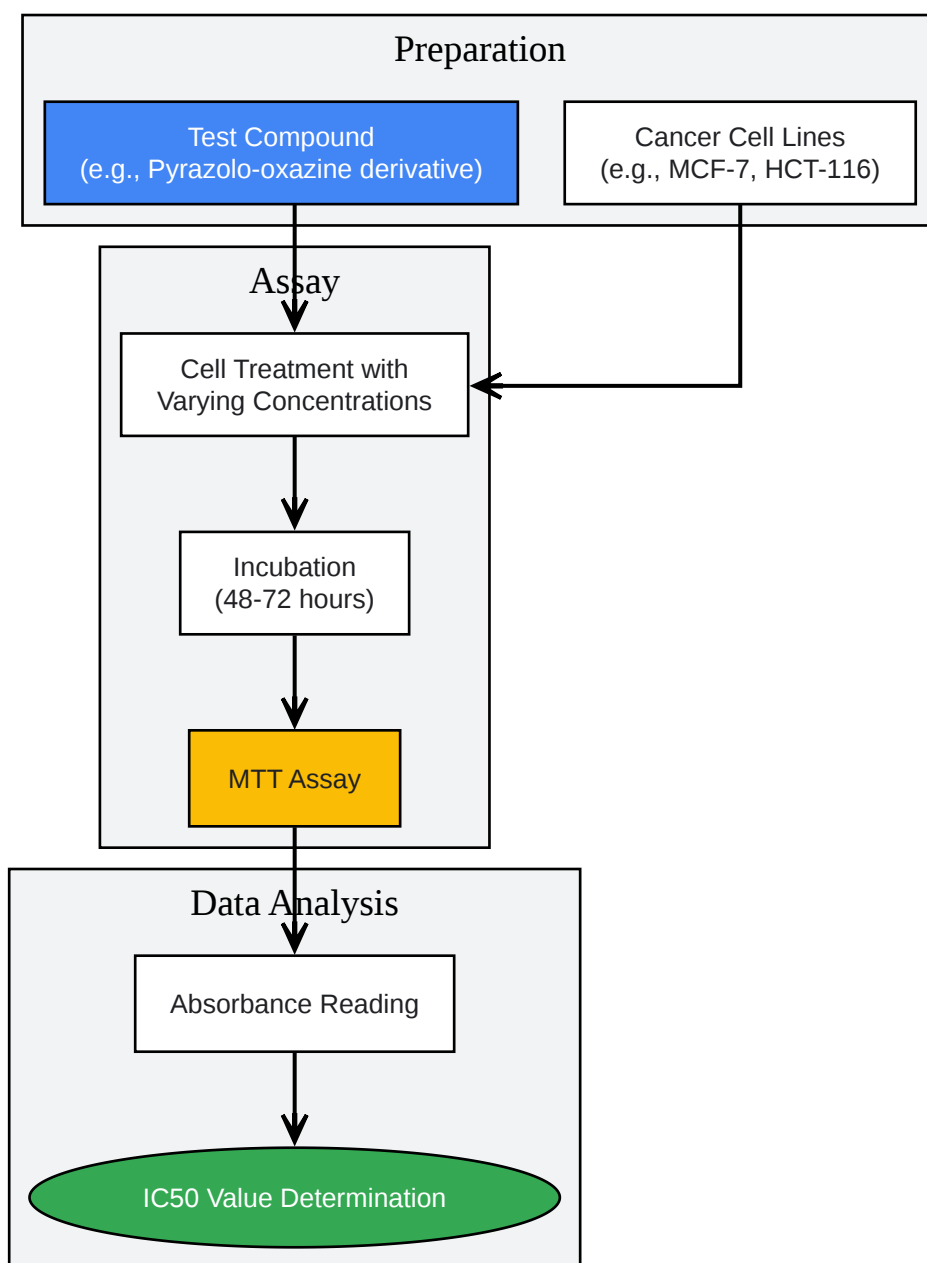 Preparation
Test Compound
(e.g., Pyrazolo-oxazine derivative)
Cancer Cell Lines
(e.g., MCF-7, HCT-116)
Assay
Cell Treatment with
Varying Concentrations
Incubation
(48-72 hours)
MTT Assay
Data Analysis
Absorbance Reading
IC50 Value Determination